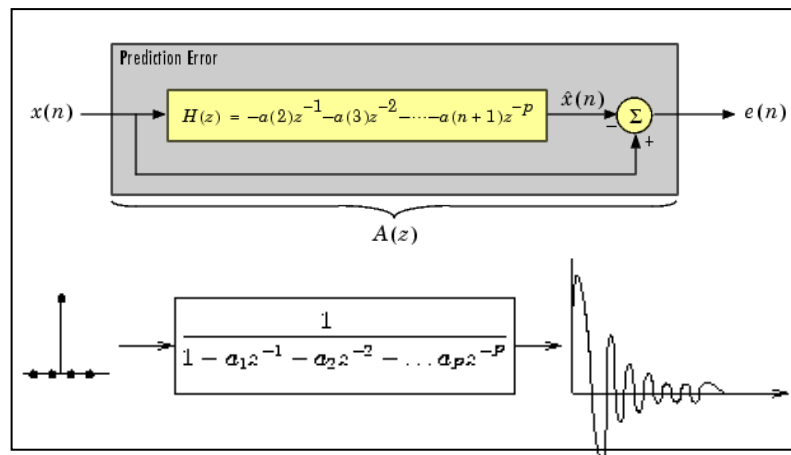 Prediction Error
x(n)
H(z) = −a(2)z^−1 −a(3)z^−2 −⋯−a(n+1)z^−p
x̂(n)
Σ
−
+
e(n)
A(z)
1
1 − a₁z^−1 − a₂z^−2 − … aₚz^−P